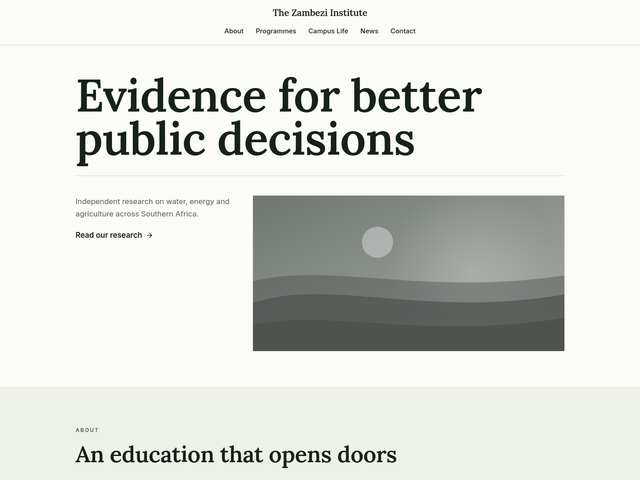 The Zambezi Institute
About Programmes Campus Life News Contact
Evidence for better
public decisions
Independent research on water, energy and
agriculture across Southern Africa.
Read our research →
ABOUT
An education that opens doors